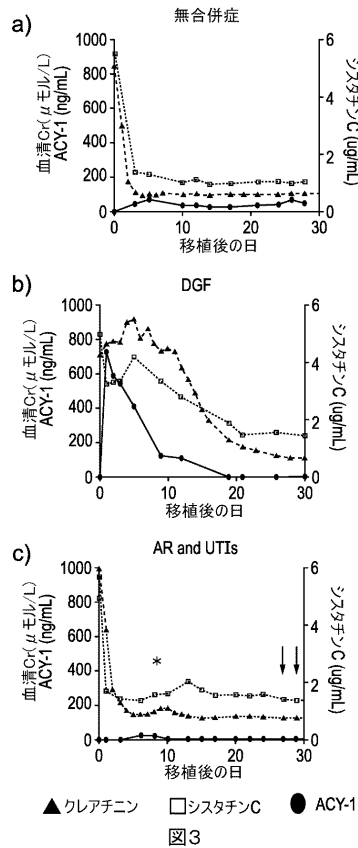 a) 無合併症
血清Cr(μモル/L)
ACY-1 (ng/mL)
1000
800
600
400
200
0
6
4
2
0
シスタチンC (ug/mL)
0 10 20 30
移植後の日
b) DGF
血清Cr(μモル/L)
ACY-1 (ng/mL)
1000
800
600
400
200
0
6
5
4
3
2
1
0
シスタチンC (ug/mL)
0 10 20 30
移植後の日
c) AR and UTIs
血清Cr(μモル/L)
ACY-1 (ng/mL)
1000
800
600
400
200
0
6
4
2
0
シスタチンC (ug/mL)
*
0 5 10 15 20 25 30
移植後の日
▲ クレアチニン □ シスタチンC ● ACY-1
図3